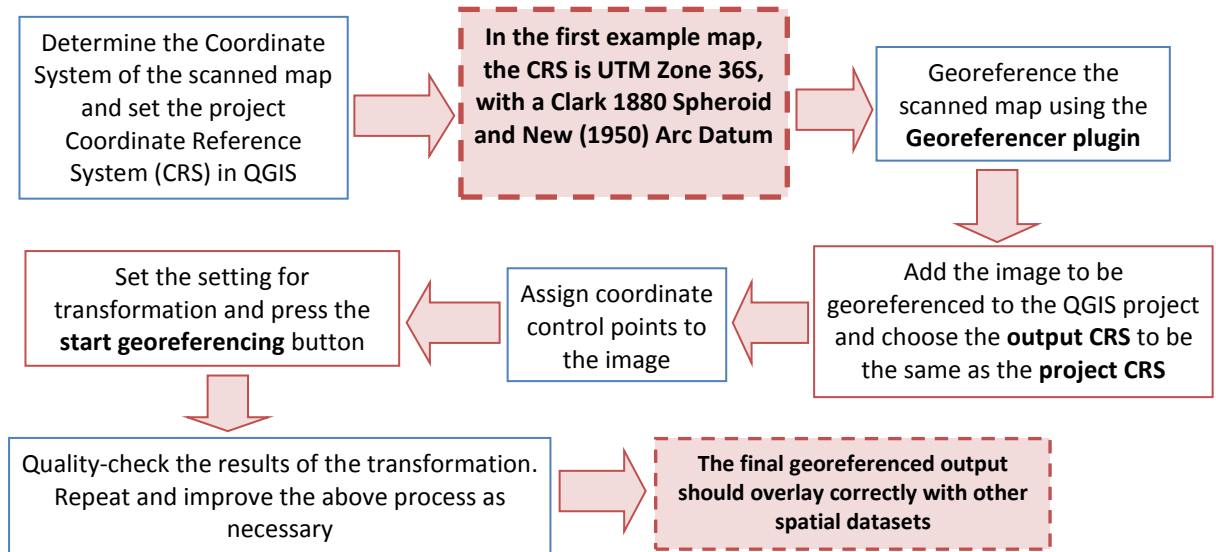 Determine the Coordinate
System of the scanned map
and set the project
Coordinate Reference
System (CRS) in QGIS
In the first example map,
the CRS is UTM Zone 36S,
with a Clark 1880 Spheroid
and New (1950) Arc Datum
Georeference the
scanned map using the
Georeferencer plugin
Add the image to be
georeferenced to the QGIS project
and choose the output CRS to be
the same as the project CRS
Assign coordinate
control points to
the image
Set the setting for
transformation and press the
start georeferencing button
Quality-check the results of the transformation.
Repeat and improve the above process as
necessary
The final georeferenced output
should overlay correctly with other
spatial datasets